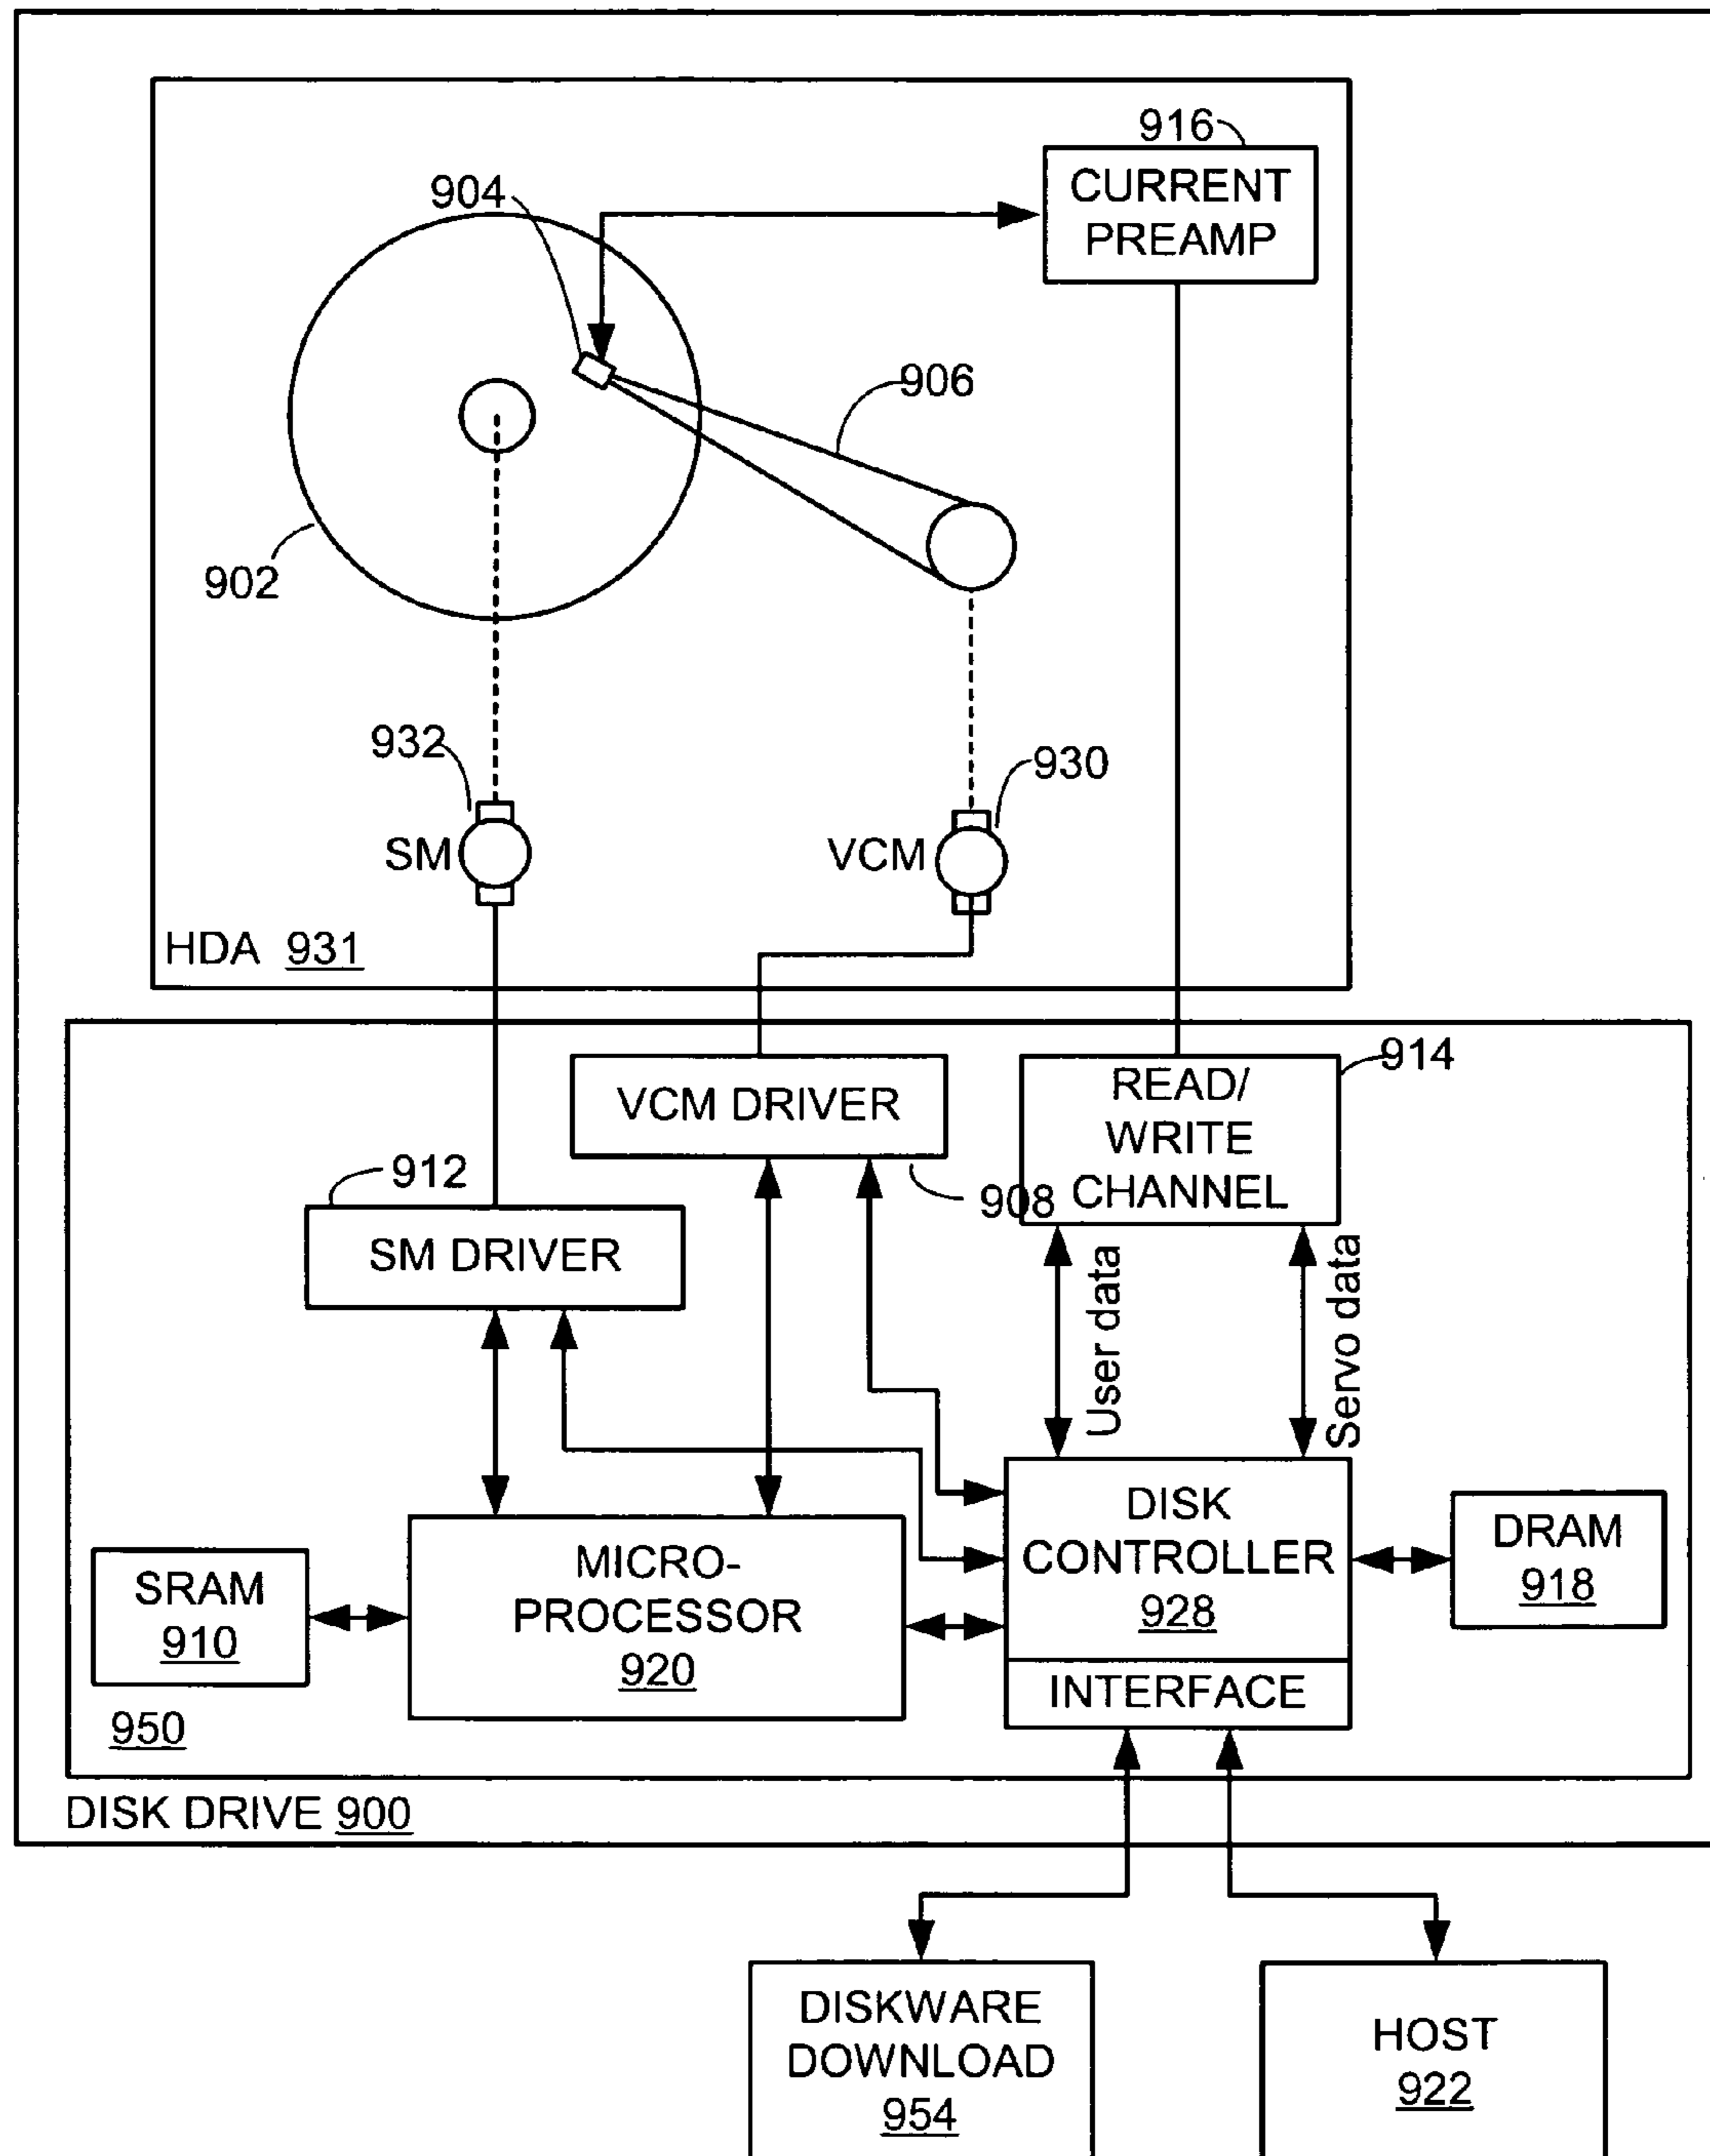 916
CURRENT
PREAMP
904
906
902
932
930
SM
VCM
HDA 931
914
READ/
WRITE
CHANNEL
VCM DRIVER
908
912
SM DRIVER
User data
Servo data
DISK
CONTROLLER
928
INTERFACE
DRAM
918
MICRO-
PROCESSOR
920
SRAM
910
950
DISK DRIVE 900
DISKWARE
DOWNLOAD
954
HOST
922